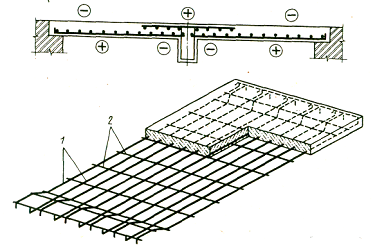 ⊖ ⊕ ⊖
⊕ ⊖ ⊖ ⊕
2
1